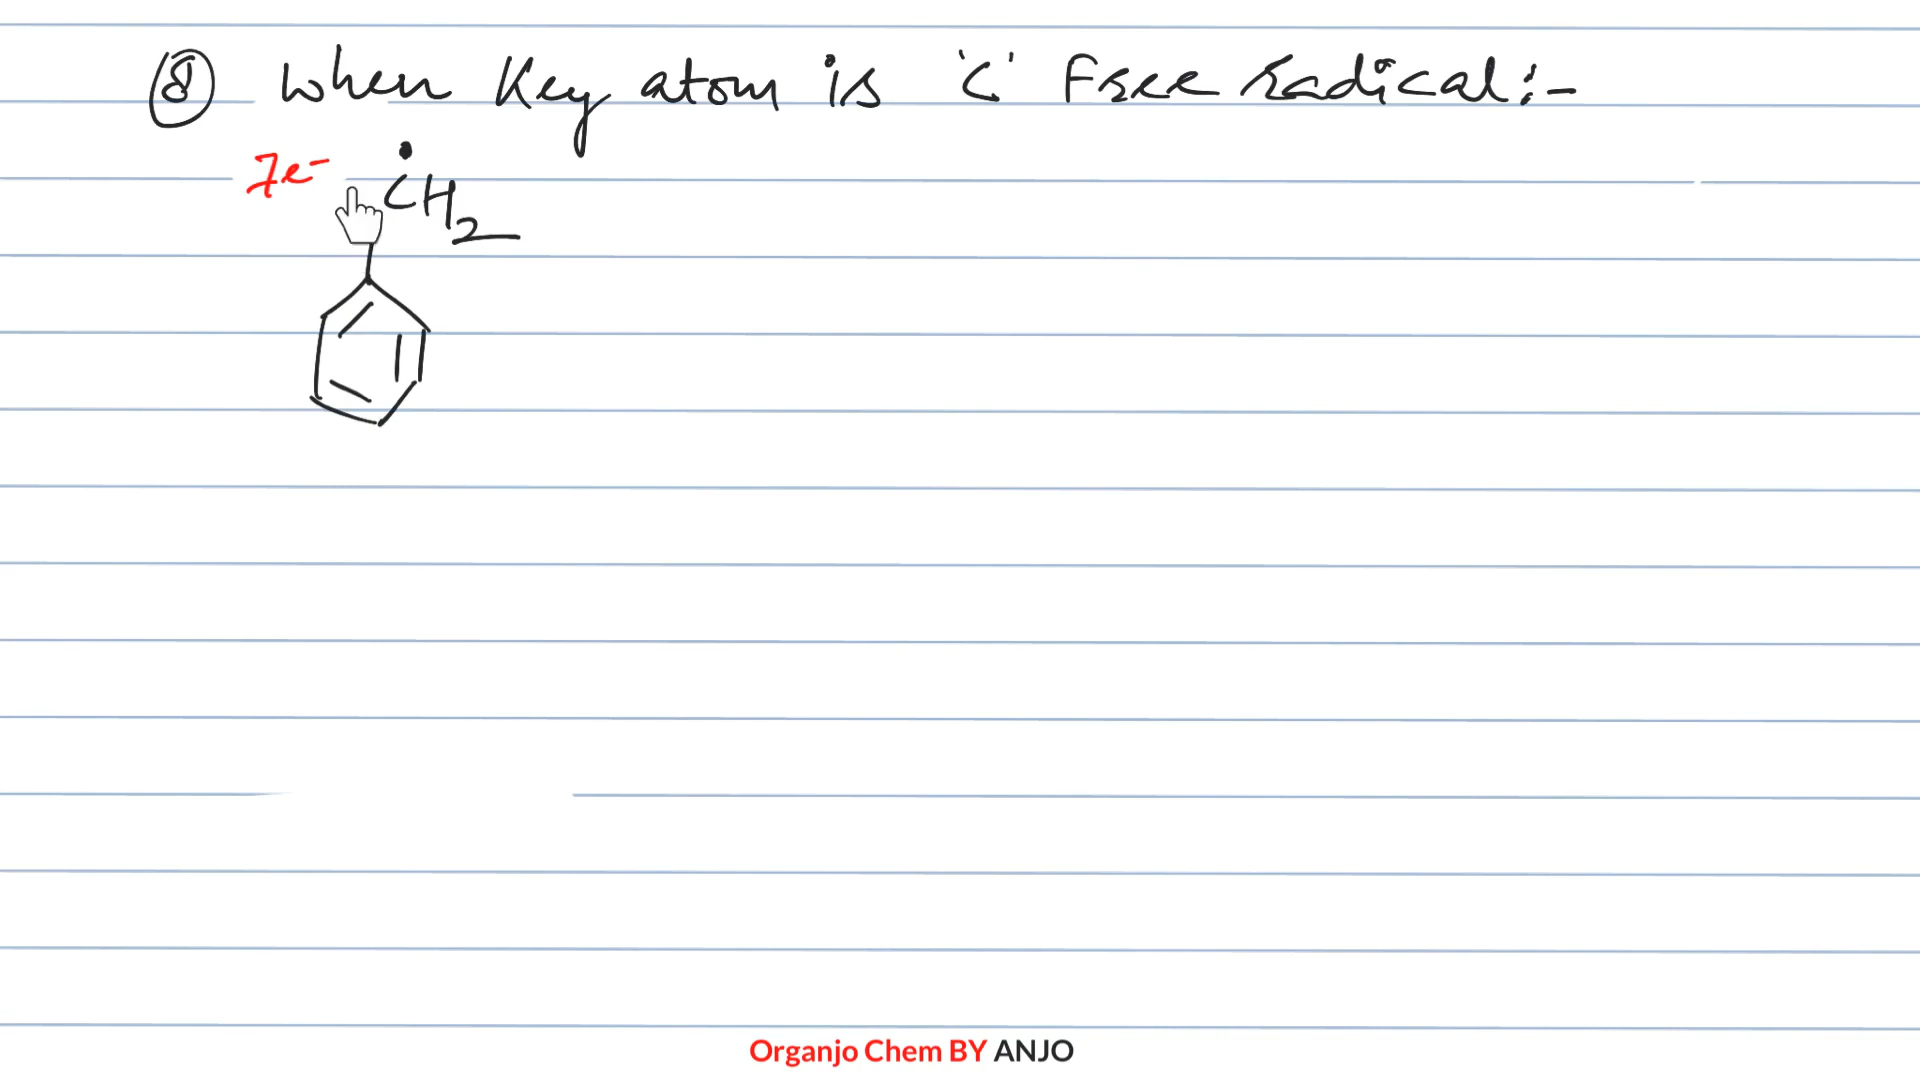 ⑧ When Key atom is 'C' Free radical:-
7e⁻ ĊH₂
Organjo Chem BY ANJO